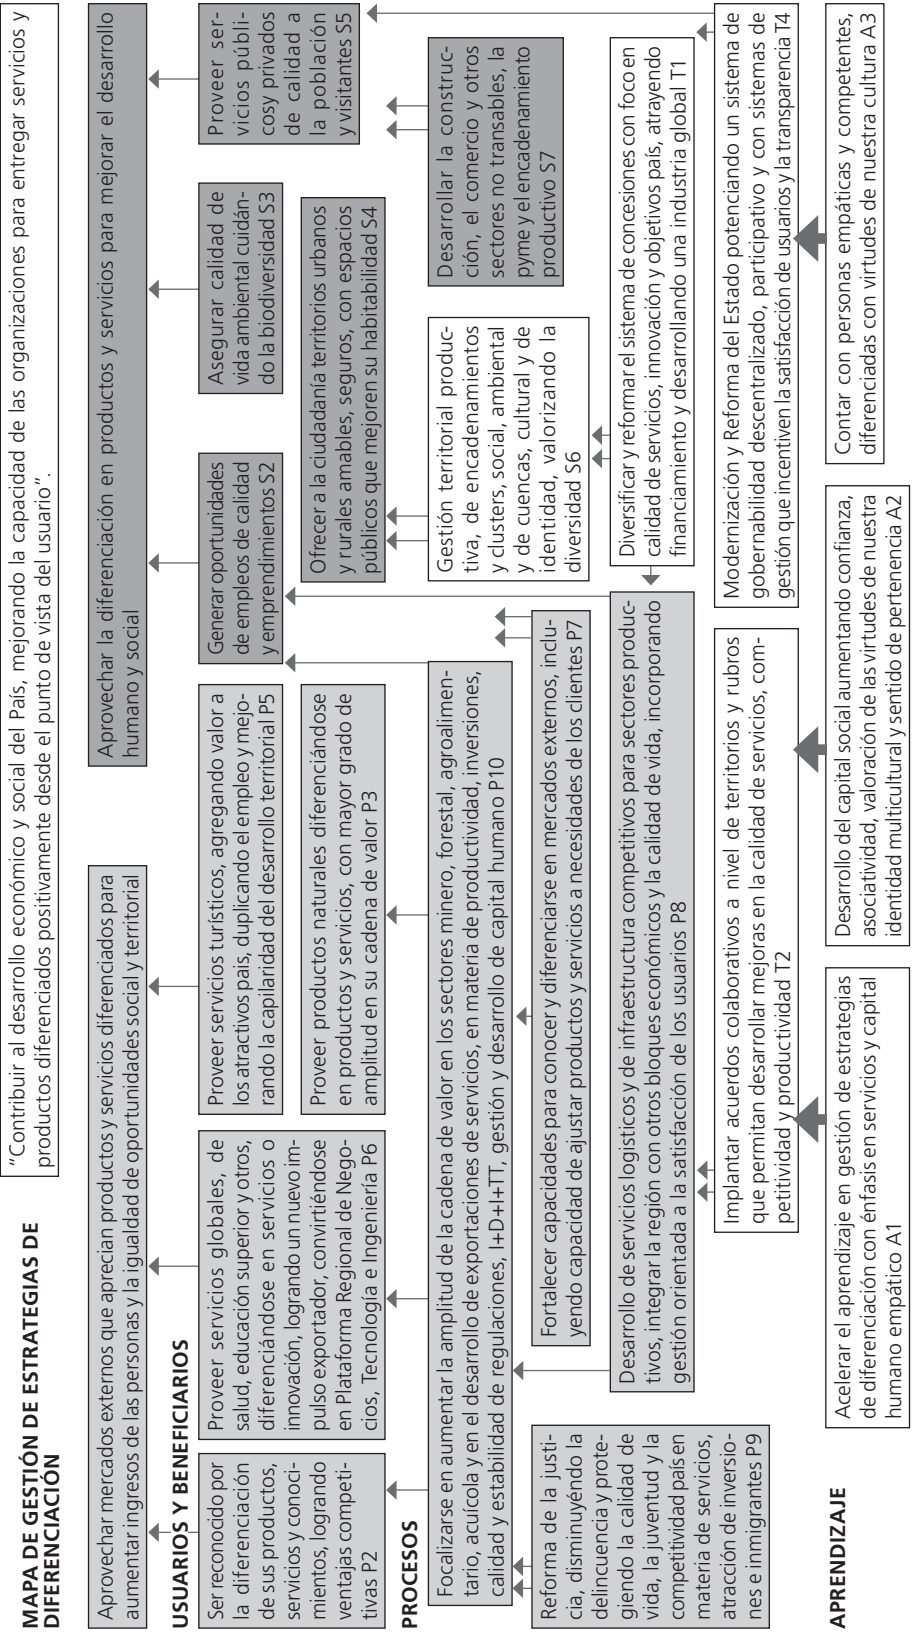 MAPA DE GESTIÓN DE ESTRATEGIAS DE
DIFERENCIACIÓN
“Contribuir al desarrollo económico y social del País, mejorando la capacidad de las organizaciones para entregar servicios y
productos diferenciados positivamente desde el punto de vista del usuario”.
Aprovechar mercados externos que aprecian productos y servicios diferenciados para
aumentar ingresos de las personas y la igualdad de oportunidades social y territorial
Aprovechar la diferenciación en productos y servicios para mejorar el desarrollo
humano y social
USUARIOS Y BENEFICIARIOS
Ser reconocido por
la diferenciación
de sus productos,
servicios y conoci-
mientos, logrando
ventajas competi-
tivas P2
Proveer servicios globales, de
salud, educación superior y otros,
diferenciándose en servicios o
innovación, logrando un nuevo im-
pulso exportador, convirtiéndose
en Plataforma Regional de Nego-
cios, Tecnología e Ingeniería P6
Proveer servicios turísticos, agregando valor a
los atractivos país, duplicando el empleo y mejo-
rando la capilaridad del desarrollo territorial P5
Proveer productos naturales diferenciándose
en productos y servicios, con mayor grado de
amplitud en su cadena de valor P3
Generar oportunidades
de empleos de calidad
y emprendimientos S2
Asegurar calidad de
vida ambiental cuidán-
do la biodiversidad S3
Proveer ser-
vicios públi-
cosy privados
de calidad a
la población
y visitantes S5
Ofrecer a la ciudadanía territorios urbanos
y rurales amables, seguros, con espacios
públicos que mejoren su habitabilidad S4
PROCESOS
Focalizarse en aumentar la amplitud de la cadena de valor en los sectores minero, forestal, agroalimen-
tario, acuícola y en el desarrollo de exportaciones de servicios, en materia de productividad, inversiones,
calidad y estabilidad de regulaciones, I+D+I+TT, gestión y desarrollo de capital humano P10
Gestión territorial produc-
tiva, de encadenamientos
y clusters, social, ambiental
y de cuencas, cultural y de
identidad, valorizando la
diversidad S6
Desarrollar la construc-
ción, el comercio y otros
sectores no transables, la
pyme y el encadenamiento
productivo S7
Reforma de la justi-
cia, disminuyéndo la
delincuencia y prote-
giendo la calidad de
vida, la juventud y la
competitividad país en
materia de servicios,
atracción de inversio-
nes e inmigrantes P9
Fortalecer capacidades para conocer y diferenciarse en mercados externos, inclu-
yendo capacidad de ajustar productos y servicios a necesidades de los clientes P7
Desarrollo de servicios logísticos y de infraestructura competitivos para sectores produc-
tivos, integrar la región con otros bloques económicos y la calidad de vida, incorporando
gestión orientada a la satisfacción de los usuarios P8
Diversificar y reformar el sistema de concesiones con foco en
calidad de servicios, innovación y objetivos país, atrayendo
financiamiento y desarrollando una industria global T1
Implantar acuerdos colaborativos a nivel de territorios y rubros
que permitan desarrollar mejoras en la calidad de servicios, com-
petitividad y productividad T2
Modernización y Reforma del Estado potenciando un sistema de
gobernabilidad descentralizado, participativo y con sistemas de
gestión que incentiven la satisfacción de usuarios y la transparencia T4
APRENDIZAJE
Acelerar el aprendizaje en gestión de estrategias
de diferenciación con énfasis en servicios y capital
humano empático A1
Desarrollo del capital social aumentando confianza,
asociatividad, valoración de las virtudes de nuestra
identidad multicultural y sentido de pertenencia A2
Contar con personas empáticas y competentes,
diferenciadas con virtudes de nuestra cultura A3